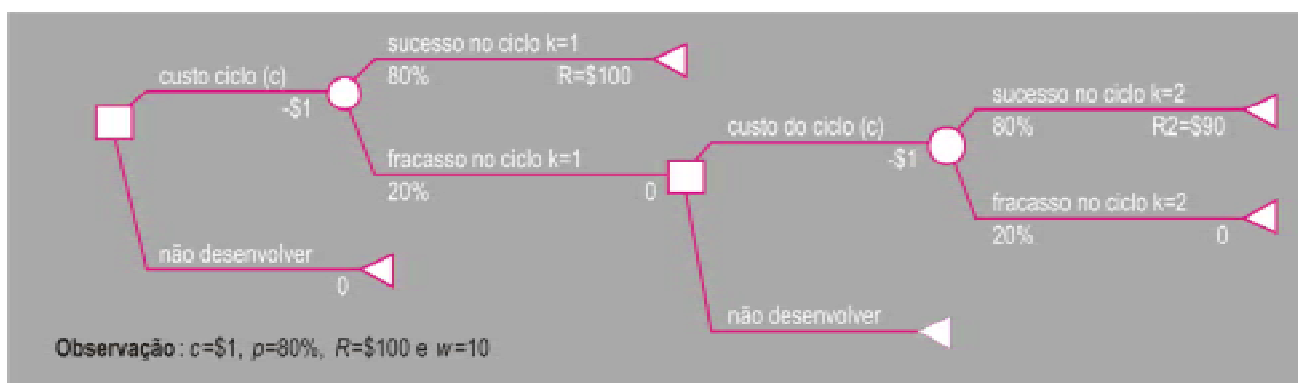 sucesso no ciclo k=1
80% R=$100
custo ciclo (c)
-$1
fracasso no ciclo k=1
20% 0
não desenvolver
0
custo do ciclo (c)
-$1
sucesso no ciclo k=2
80% R2=$90
fracasso no ciclo k=2
20% 0
não desenvolver
Observação : c=$1, p=80%, R=$100 e w=10